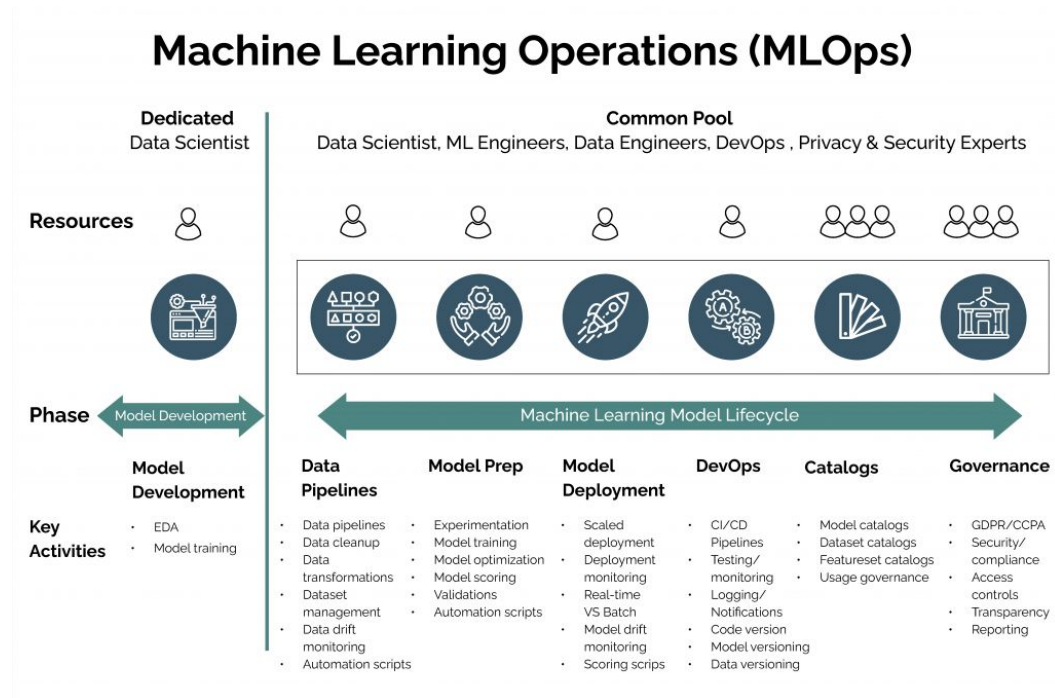 Machine Learning Operations (MLOps)
Dedicated
Data Scientist
Common Pool
Data Scientist, ML Engineers, Data Engineers, DevOps , Privacy & Security Experts
Resources
A
B
Phase
Model Development
Machine Learning Model Lifecycle
Key
Activities
Model
Development
• EDA
• Model training
Data
Pipelines
• Data pipelines
• Data cleanup
• Data
transformations
• Dataset
management
• Data drift
monitoring
• Automation scripts
Model Prep
• Experimentation
• Model training
• Model optimization
• Model scoring
• Validations
• Automation scripts
Model
Deployment
• Scaled
deployment
• Deployment
monitoring
• Real-time
VS Batch
• Model drift
monitoring
• Scoring scrips
DevOps
• CI/CD
Pipelines
• Testing/
monitoring
• Logging/
Notifications
• Code version
• Model versioning
• Data versioning
Catalogs
• Model catalogs
• Dataset catalogs
• Featureset catalogs
• Usage governance
Governance
• GDPR/CCPA
• Security/
compliance
• Access
controls
• Transparency
• Reporting